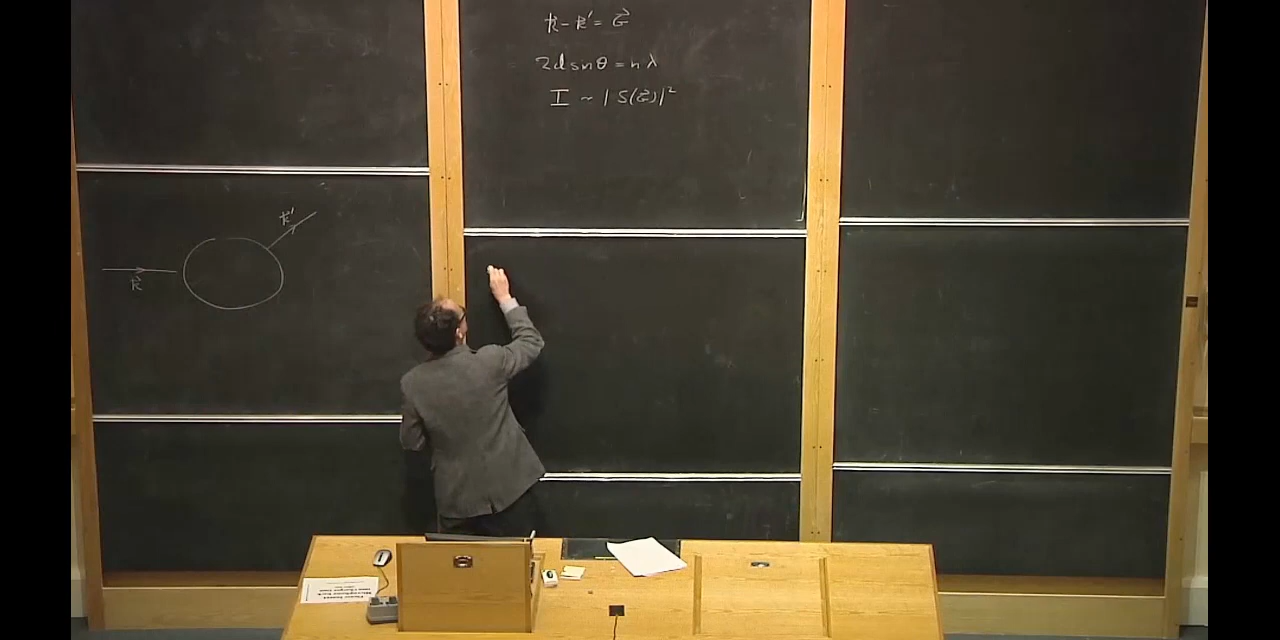 k - k' = G⃗
2d sin θ = n λ
I ~ |S(G⃗)|²
k'
k